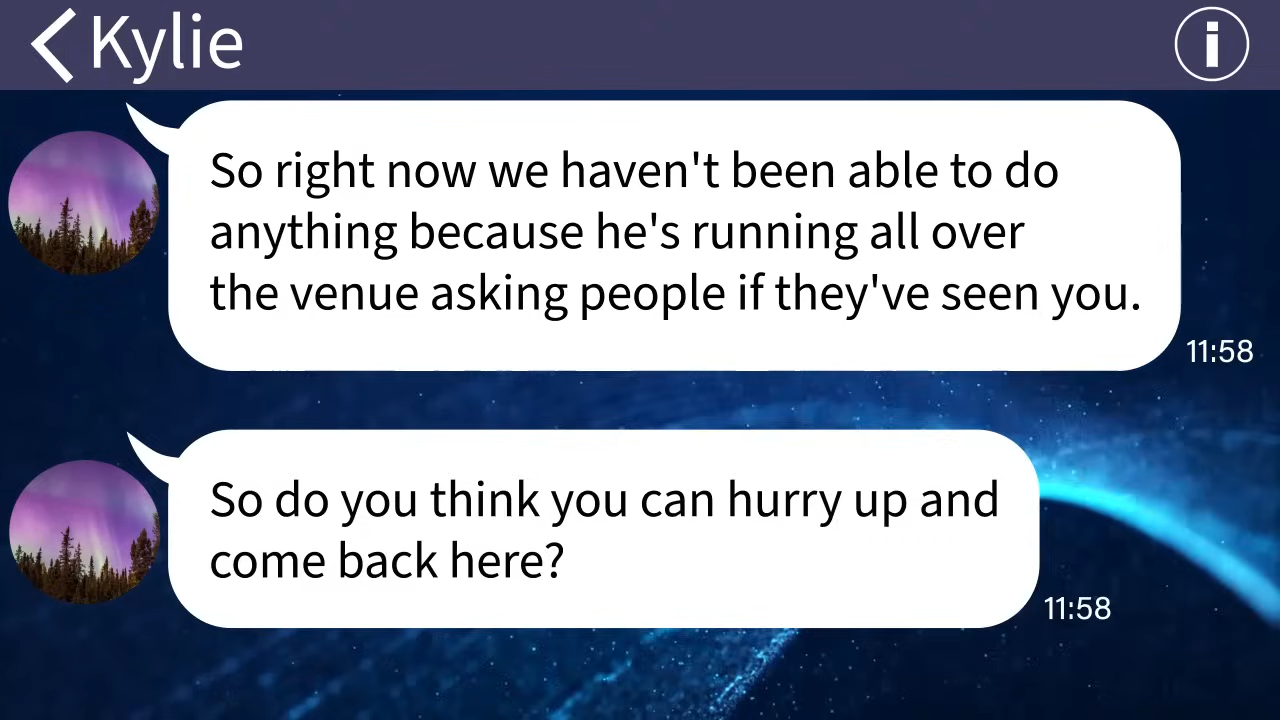 Kylie
So right now we haven't been able to do
anything because he's running all over
the venue asking people if they've seen you.
11:58
So do you think you can hurry up and
come back here?
11:58